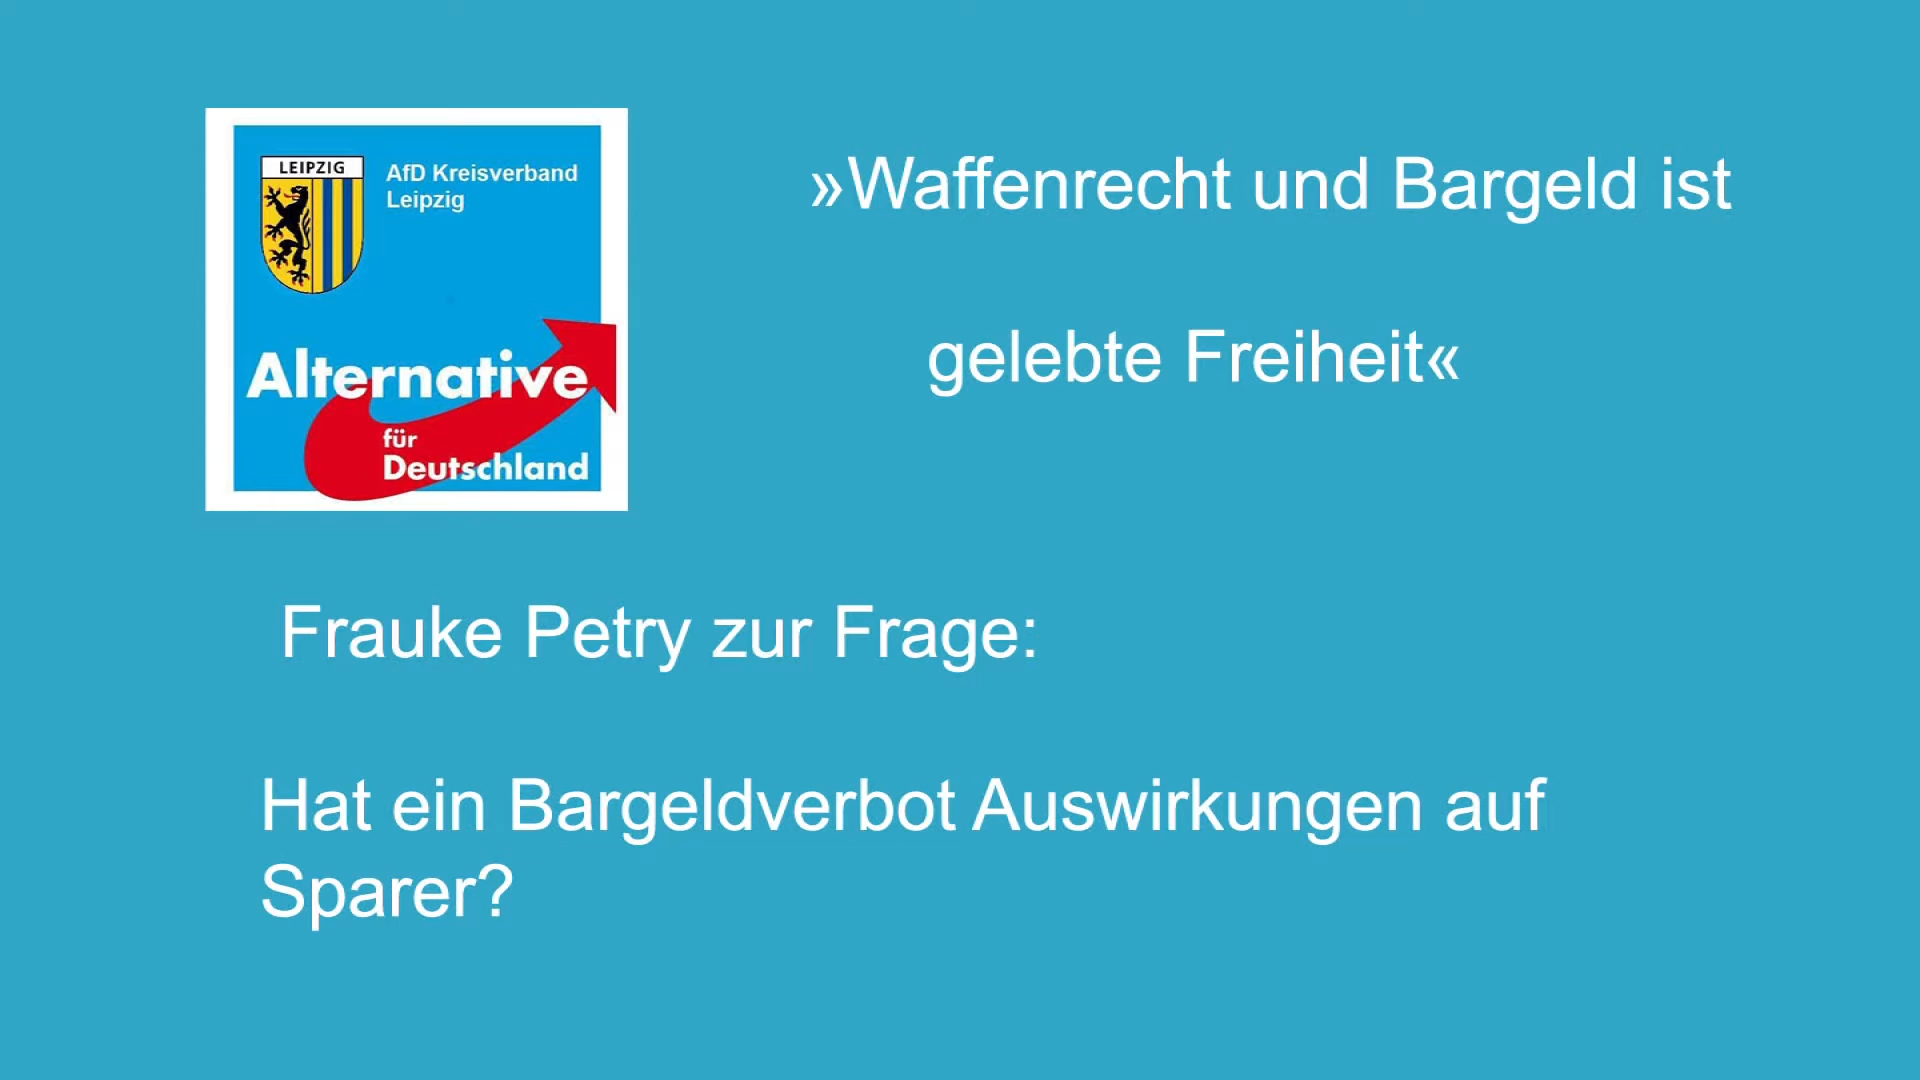 LEIPZIG
AfD Kreisverband
Leipzig
Alternative
für
Deutschland
»Waffenrecht und Bargeld ist
gelebte Freiheit«
Frauke Petry zur Frage:
Hat ein Bargeldverbot Auswirkungen auf
Sparer?